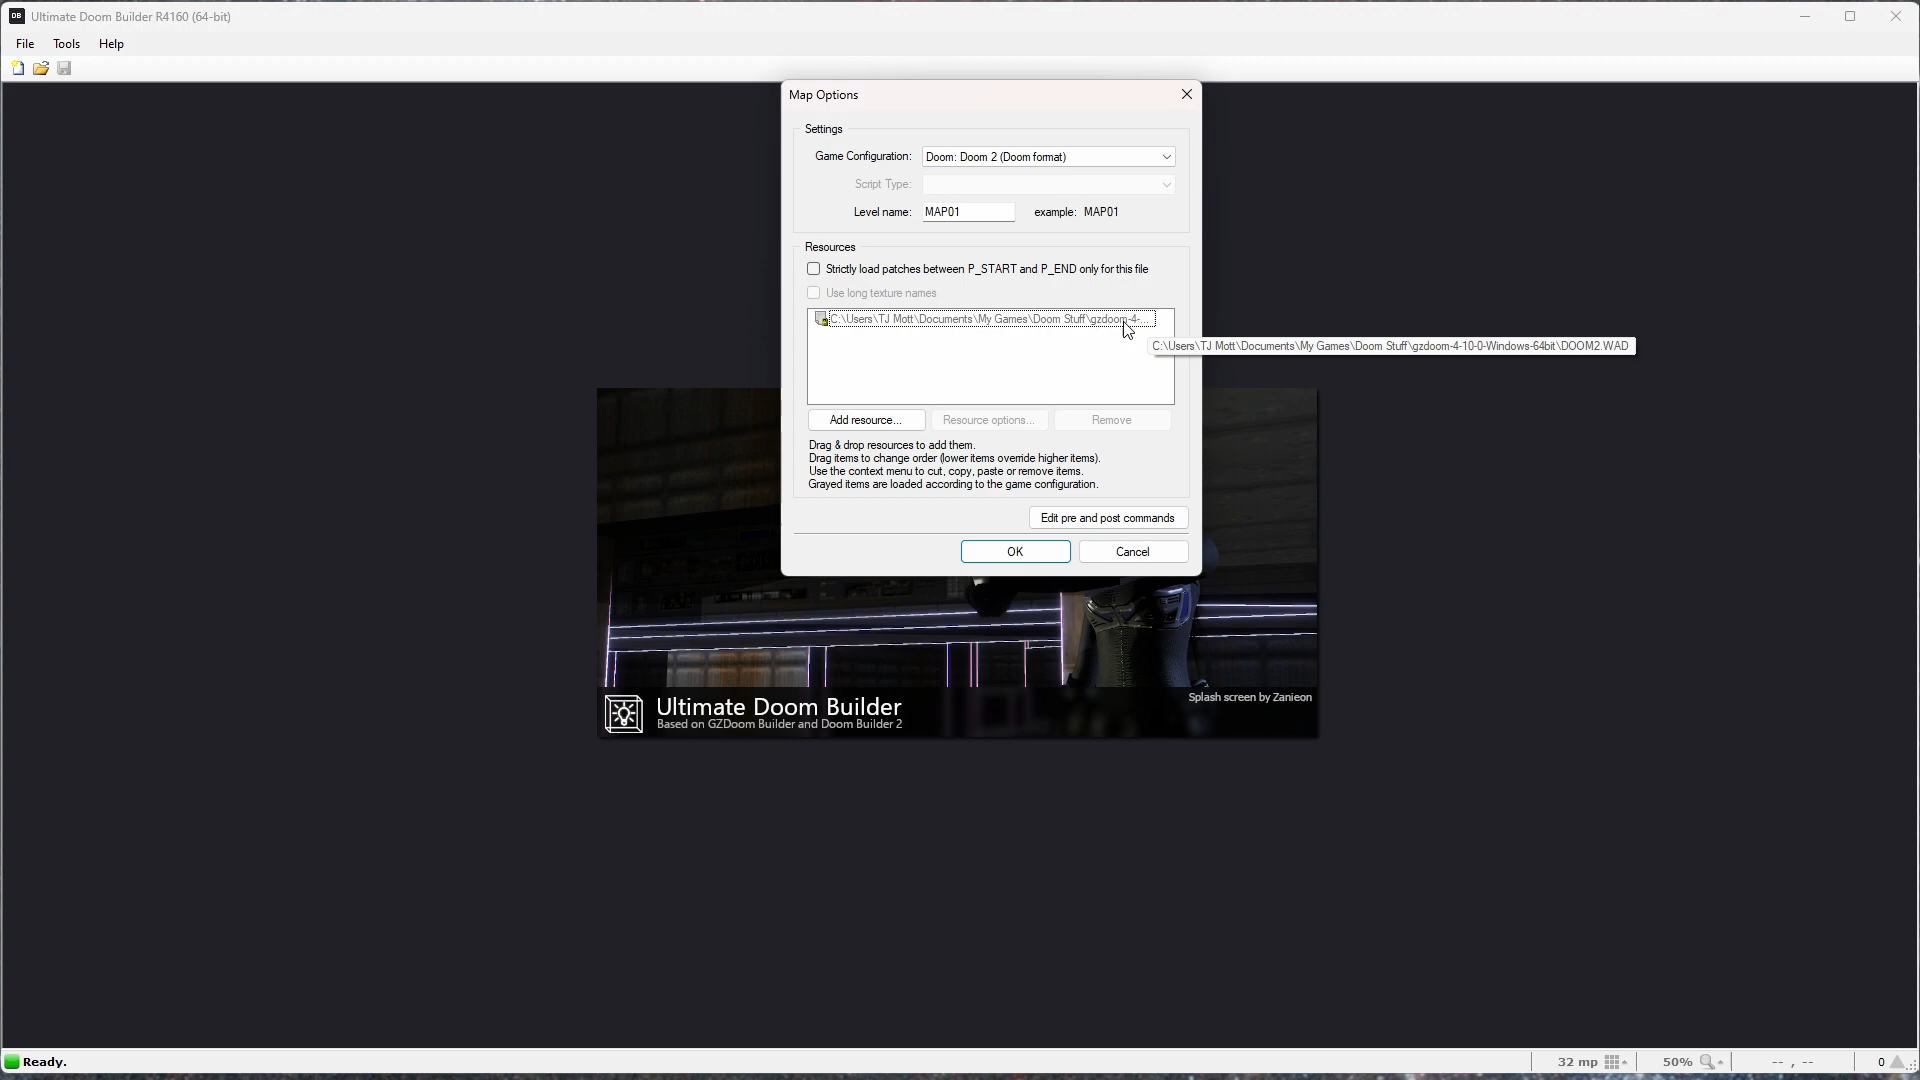 DB Ultimate Doom Builder R4160 (64-bit)
File Tools Help
Map Options
Settings
Game Configuration: Doom: Doom 2 (Doom format)
Script Type:
Level name: MAP01 example: MAP01
Resources
Strictly load patches between P_START and P_END only for this file
Use long texture names
C:\Users\TJ Mott\Documents\My Games\Doom Stuff\gzdoom-4-...
C:\Users\TJ Mott\Documents\My Games\Doom Stuff\gzdoom-4-10-0-Windows-64bit\DOOM2.WAD
Add resource... Resource options... Remove
Drag & drop resources to add them.
Drag items to change order (lower items override higher items).
Use the context menu to cut, copy, paste or remove items.
Grayed items are loaded according to the game configuration.
Edit pre and post commands
OK Cancel
Splash screen by Zanieon
Ultimate Doom Builder
Based on GZDoom Builder and Doom Builder 2
Ready. 32 mp 50% -- , -- 0